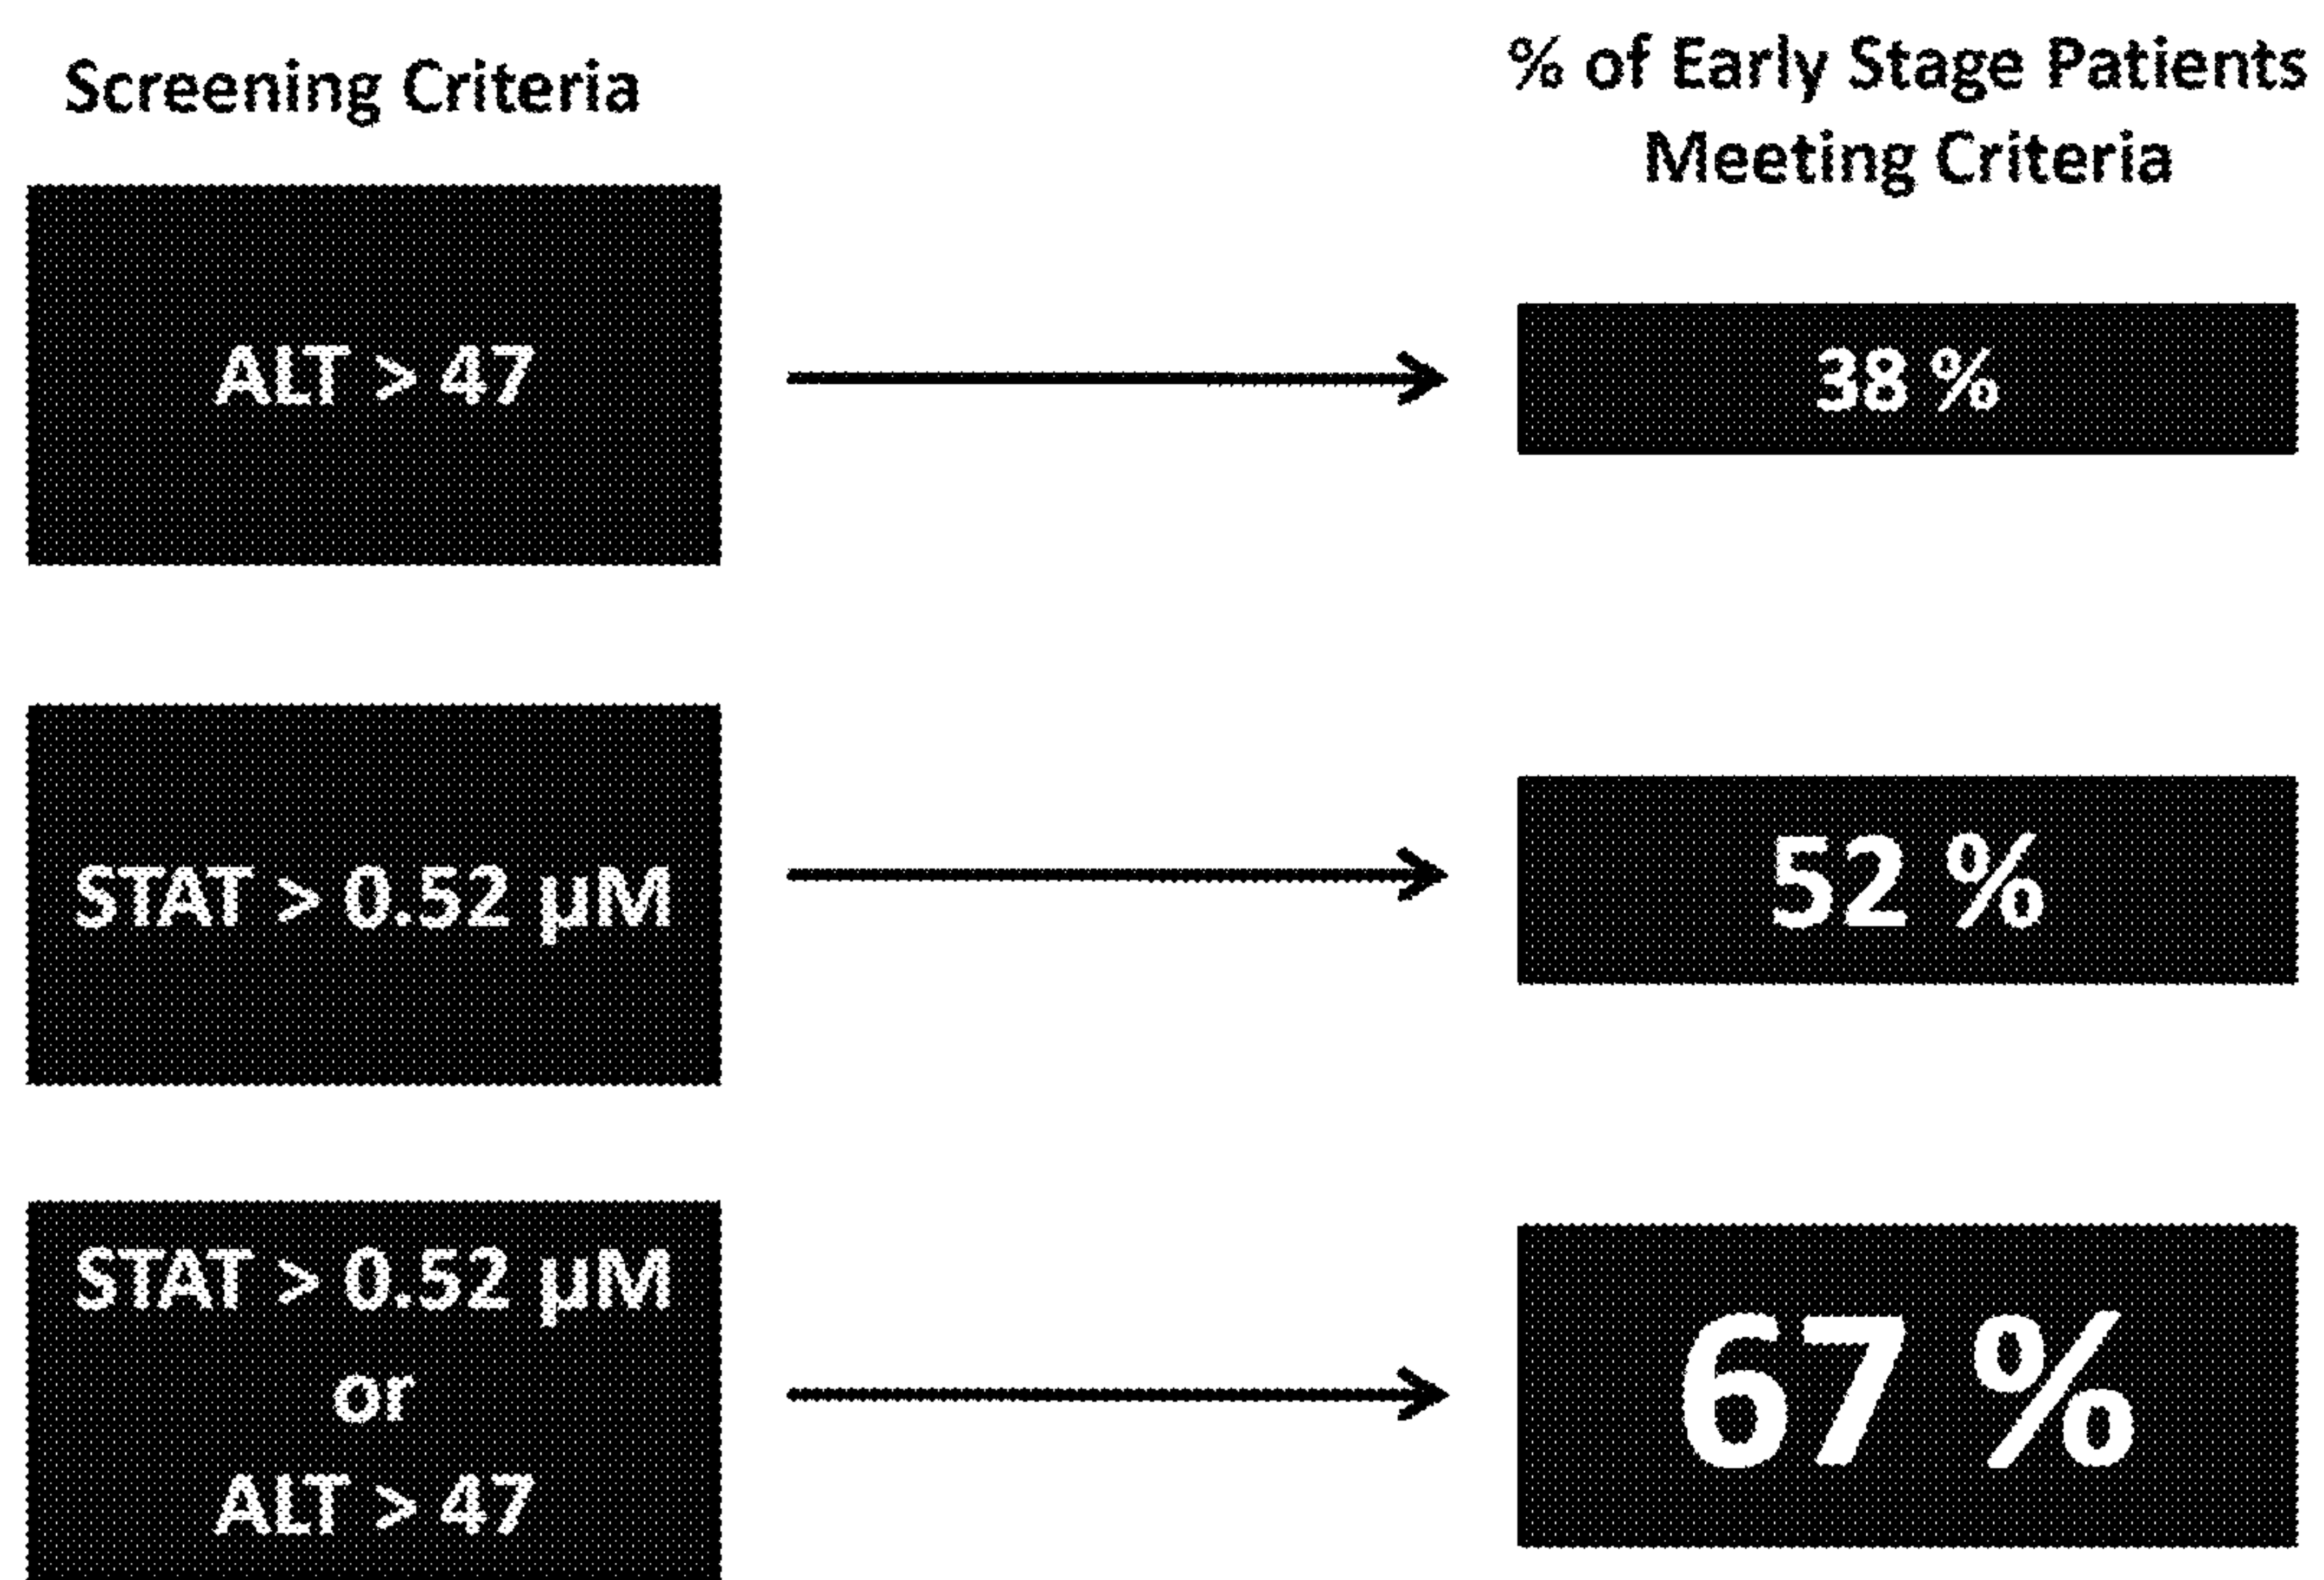 Screening Criteria
% of Early Stage Patients
Meeting Criteria
ALT > 47
38 %
STAT > 0.52 µM
52 %
STAT > 0.52 µM
or
ALT > 47
67 %